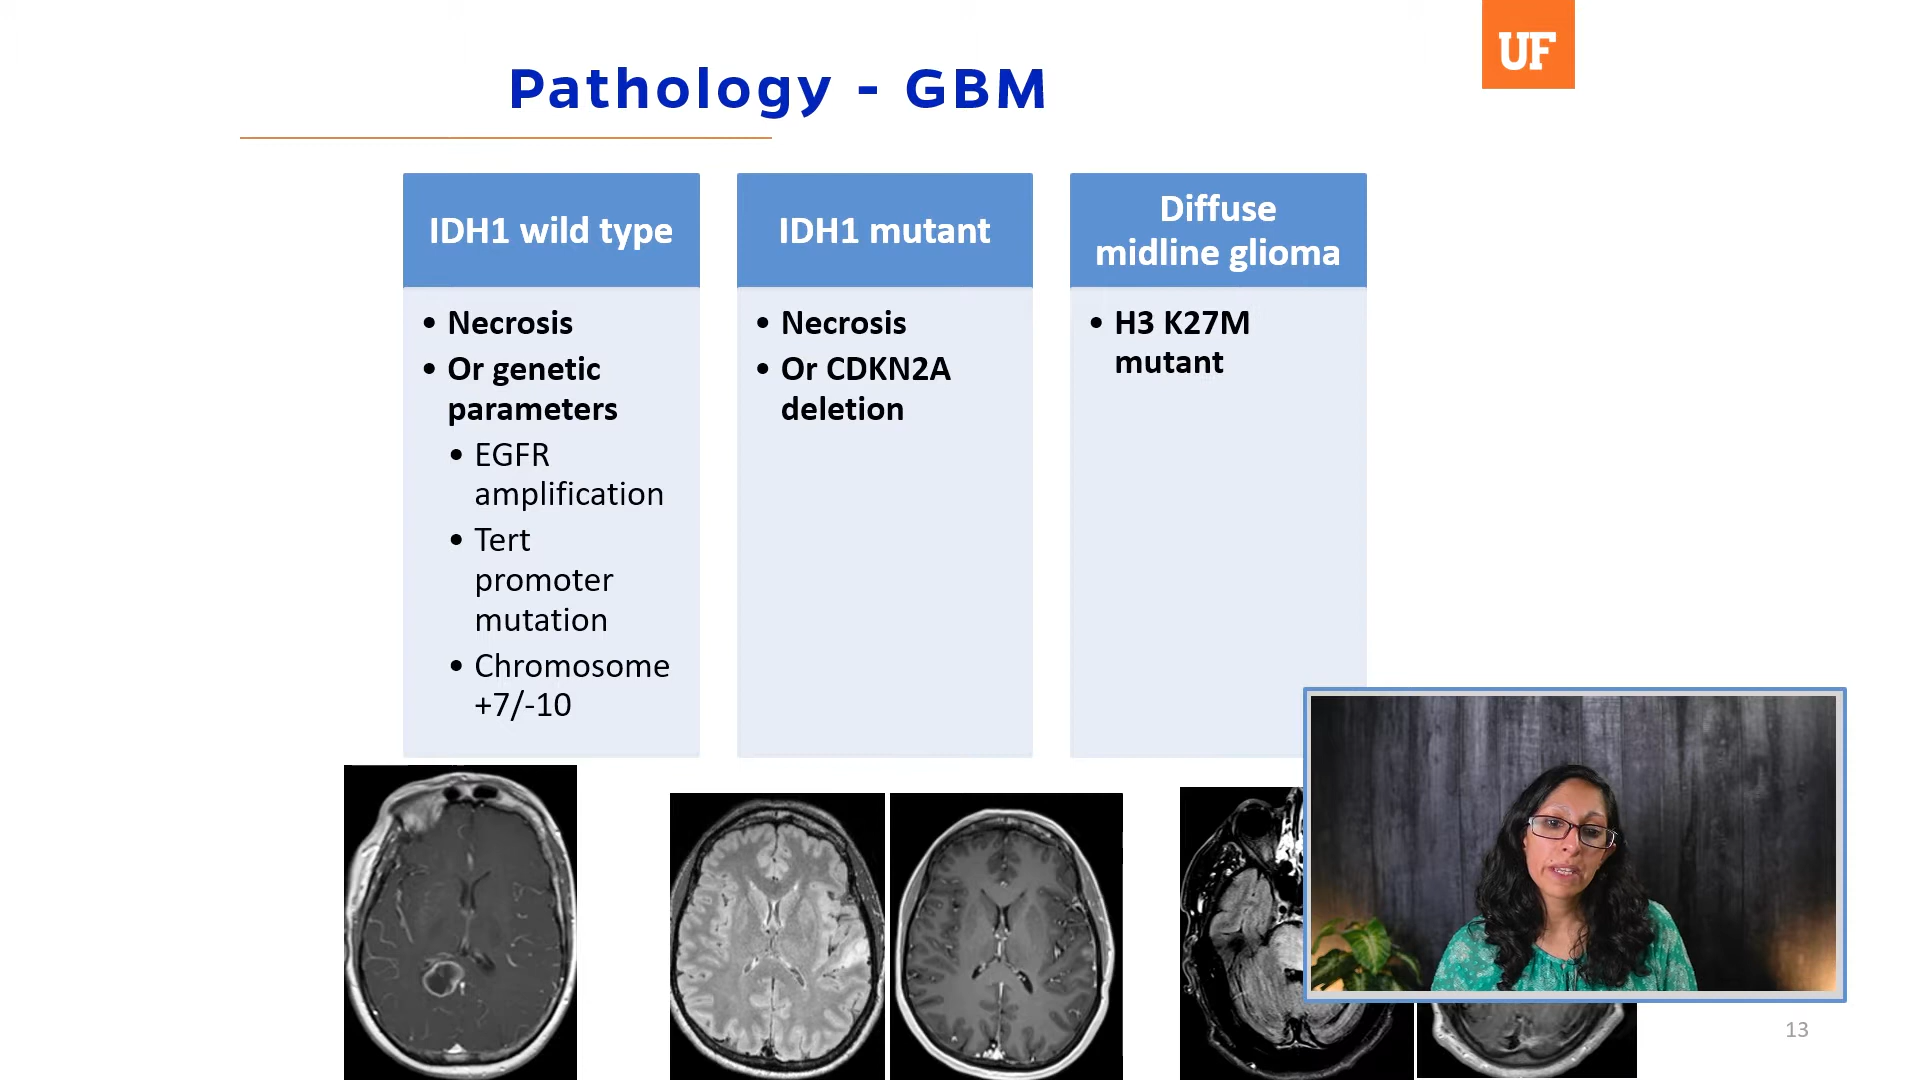 UF
Pathology - GBM
IDH1 wild type
• Necrosis
• Or genetic
parameters
• EGFR
amplification
• Tert
promoter
mutation
• Chromosome
+7/-10
IDH1 mutant
• Necrosis
• Or CDKN2A
deletion
Diffuse
midline glioma
• H3 K27M
mutant
13